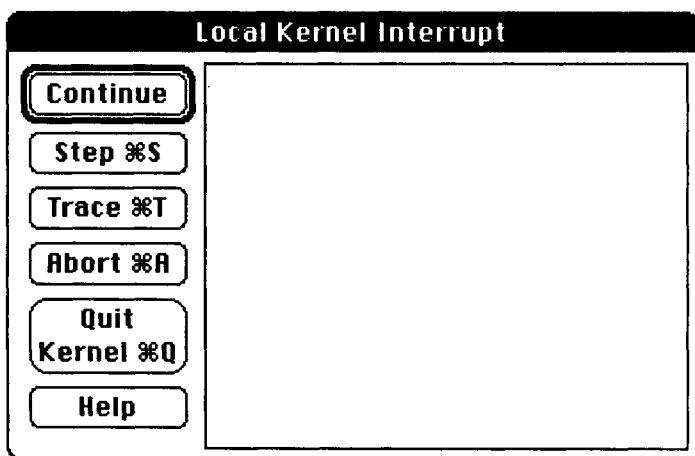 Local Kernel Interrupt
Continue
Step ⌘S
Trace ⌘T
Abort ⌘A
Quit
Kernel ⌘Q
Help